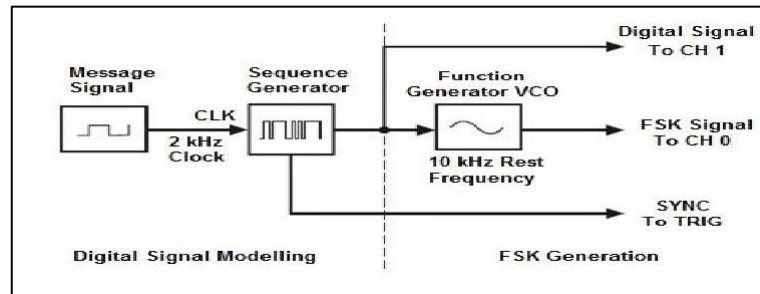 Digital Signal
To CH 1
Message
Signal
Sequence
Generator
Function
Generator VCO
CLK
2 kHz
Clock
FSK Signal
To CH 0
10 kHz Rest
Frequency
SYNC
To TRIG
Digital Signal Modelling
FSK Generation